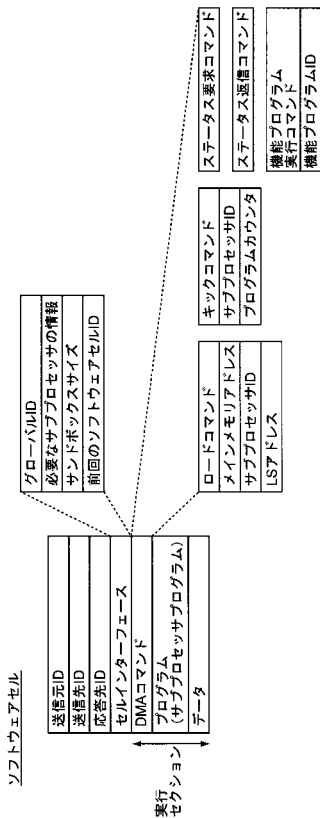 ソフトウェアセル
送信元ID
送信先ID
応答先ID
セルインターフェース
DMAコマンド
プログラム
(サブプロセッサプログラム)
データ
実行
セクション
グローバルID
必要なサブプロセッサの情報
サンドボックスサイズ
前回のソフトウェアセルID
ロードコマンド
メインメモリアドレス
サブプロセッサID
LSアドレス
キックコマンド
サブプロセッサID
プログラムカウンタ
ステータス要求コマンド
ステータス返信コマンド
機能プログラム
実行コマンド
機能プログラムID